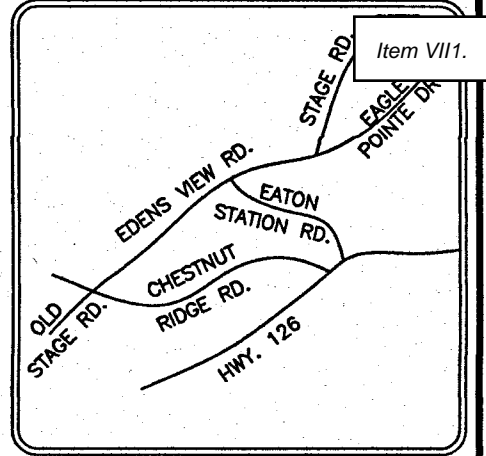 Item VII1.
STAGE RD.
EAGLE
POINTE DR
EDENS VIEW RD.
EATON
STATION RD.
CHESTNUT
RIDGE RD.
OLD
STAGE RD.
HWY. 126